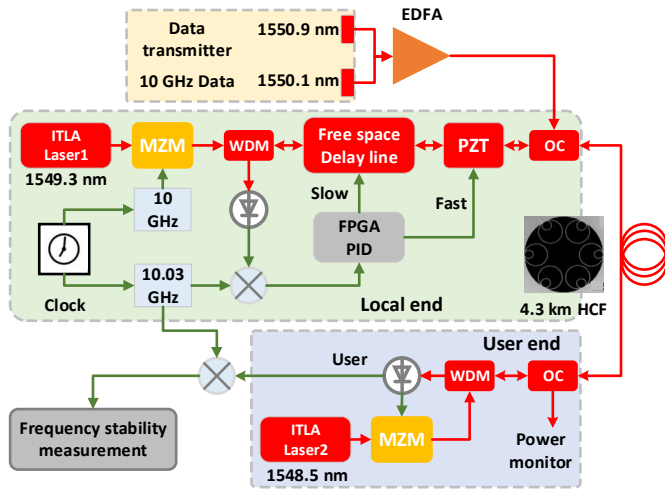 EDFA
Data
transmitter
1550.9 nm
10 GHz Data
1550.1 nm
ITLA
Laser1
MZM
WDM
Free space
Delay line
PZT
OC
1549.3 nm
10
GHz
Slow
Fast
FPGA
PID
Clock
10.03
GHz
Local end
4.3 km HCF
User end
User
WDM
OC
Frequency stability
measurement
ITLA
Laser2
MZM
Power
monitor
1548.5 nm